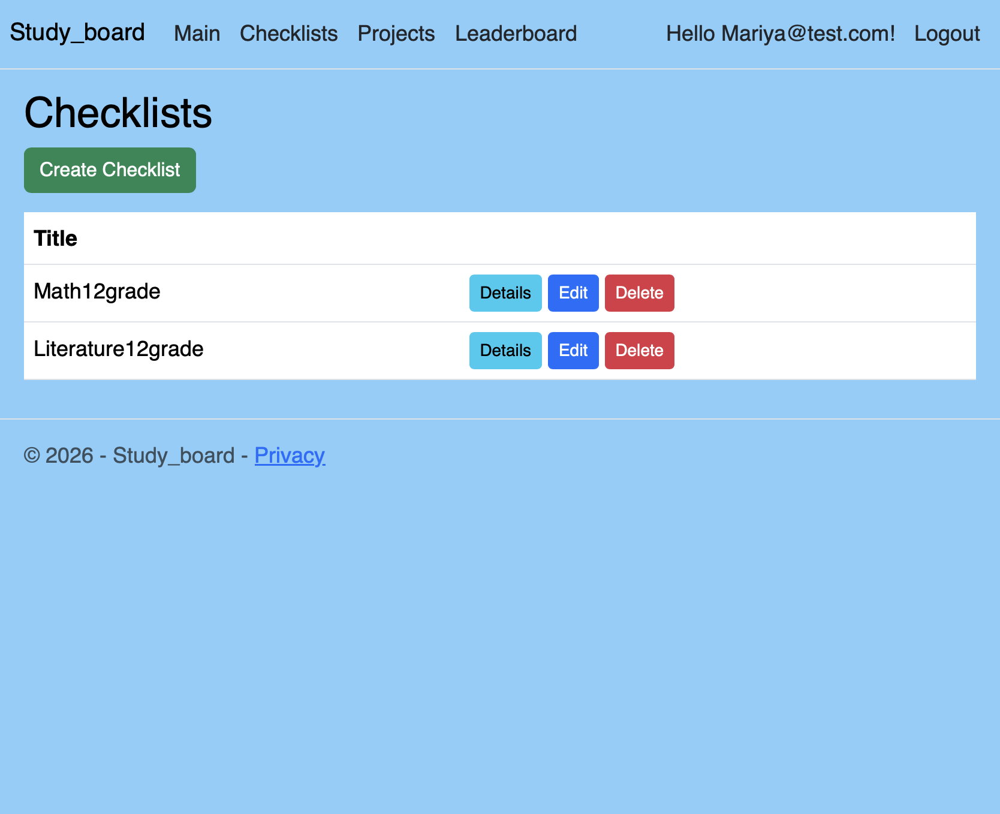 Study_board Main Checklists Projects Leaderboard Hello Mariya@test.com! Logout
Checklists
Create Checklist
Title
Math12grade Details Edit Delete
Literature12grade Details Edit Delete
© 2026 - Study_board - Privacy